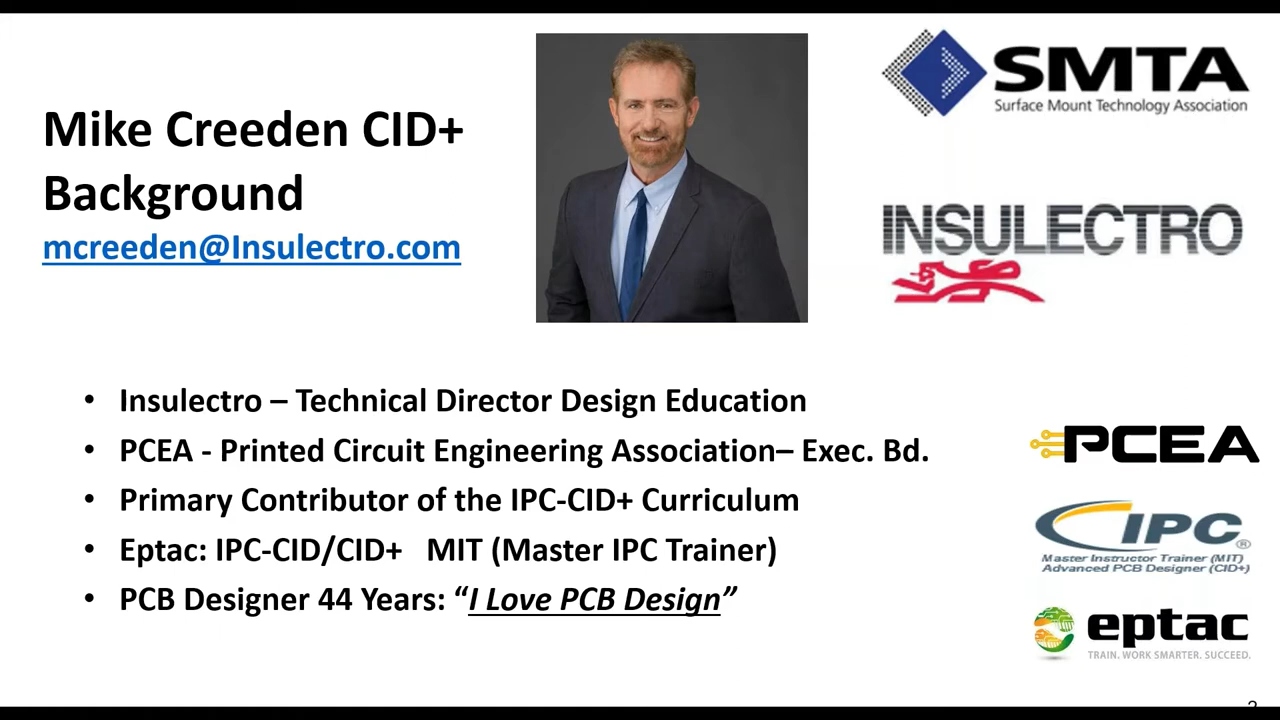 Mike Creeden CID+
Background
mcreeden@Insulectro.com
SMTA
Surface Mount Technology Association
INSULECTRO
• Insulectro – Technical Director Design Education
• PCEA - Printed Circuit Engineering Association– Exec. Bd.
• Primary Contributor of the IPC-CID+ Curriculum
• Eptac: IPC-CID/CID+ MIT (Master IPC Trainer)
• PCB Designer 44 Years: “I Love PCB Design”
PCEA
IPC®
Master Instructor Trainer (MIT)
Advanced PCB Designer (CID+)
eptac
TRAIN. WORK SMARTER. SUCCEED.